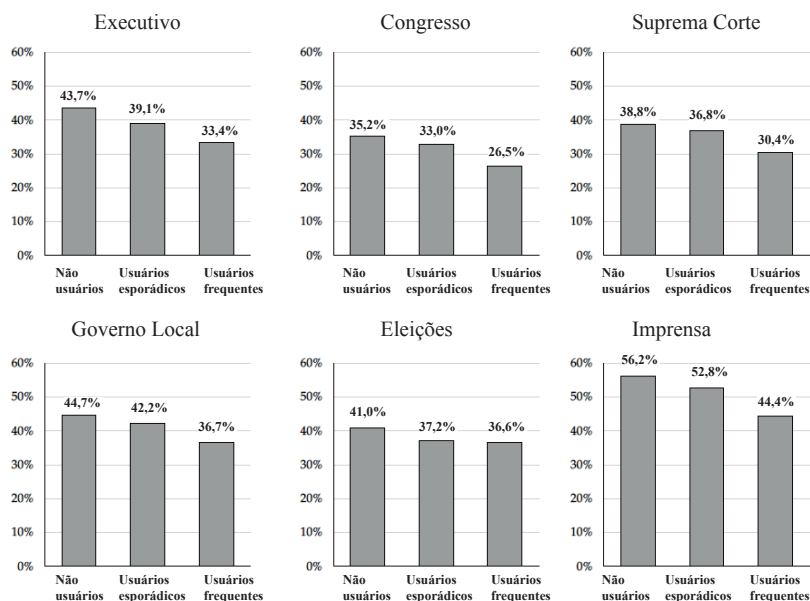 Executivo
60%
50%
40%
30%
20%
10%
0%
43,7%
39,1%
33,4%
Não usuários
Usuários esporádicos
Usuários frequentes
Congresso
60%
50%
40%
30%
20%
10%
0%
35,2%
33,0%
26,5%
Não usuários
Usuários esporádicos
Usuários frequentes
Suprema Corte
60%
50%
40%
30%
20%
10%
0%
38,8%
36,8%
30,4%
Não usuários
Usuários esporádicos
Usuários frequentes
Governo Local
60%
50%
40%
30%
20%
10%
0%
44,7%
42,2%
36,7%
Não usuários
Usuários esporádicos
Usuários frequentes
Eleições
60%
50%
40%
30%
20%
10%
0%
41,0%
37,2%
36,6%
Não usuários
Usuários esporádicos
Usuários frequentes
Imprensa
60%
50%
40%
30%
20%
10%
0%
56,2%
52,8%
44,4%
Não usuários
Usuários esporádicos
Usuários frequentes